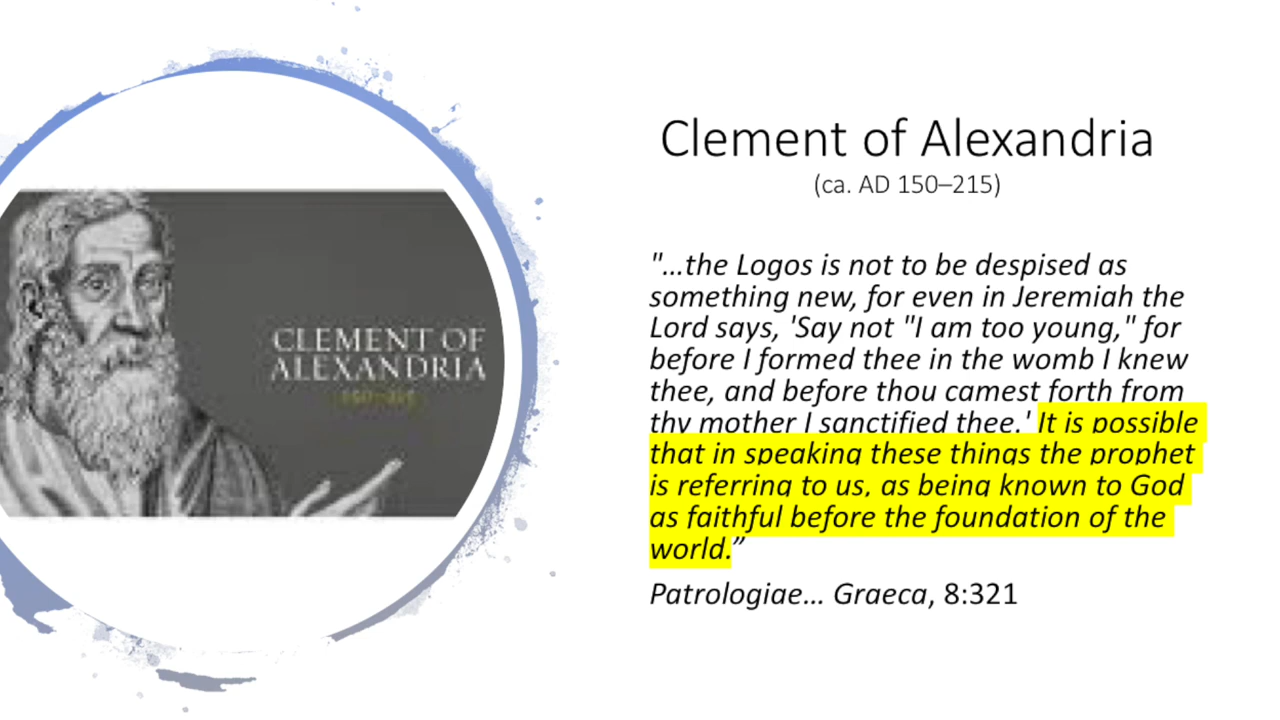 CLEMENT OF
ALEXANDRIA
Clement of Alexandria
(ca. AD 150–215)
"...the Logos is not to be despised as
something new, for even in Jeremiah the
Lord says, 'Say not "I am too young," for
before I formed thee in the womb I knew
thee, and before thou camest forth from
thy mother I sanctified thee.' It is possible
that in speaking these things the prophet
is referring to us, as being known to God
as faithful before the foundation of the
world.”
Patrologiae... Graeca, 8:321